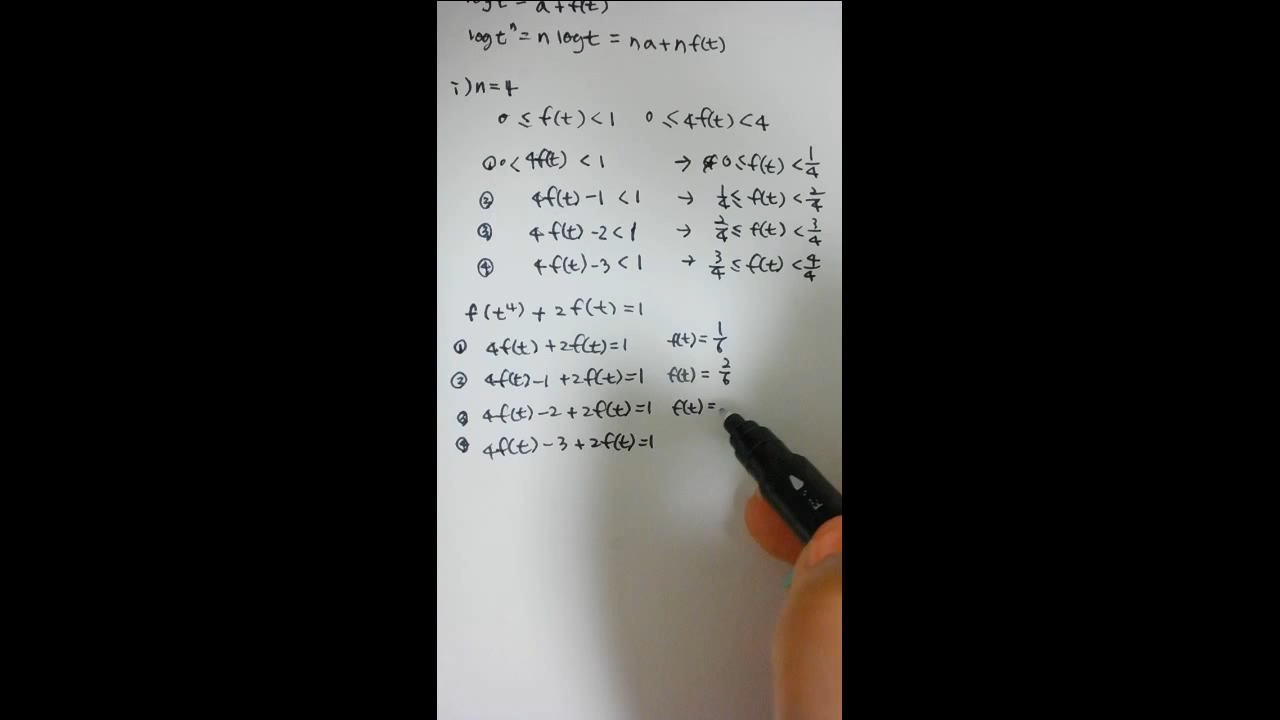 log t = a + f(t)
log tⁿ = n log t = na + nf(t)
i) n = 4
0 ≤ f(t) < 1 0 ≤ 4f(t) < 4
① 0 < 4f(t) < 1 → 0 ≤ f(t) < 1/4
② 4f(t) - 1 < 1 → 1/4 ≤ f(t) < 2/4
③ 4f(t) - 2 < 1 → 2/4 ≤ f(t) < 3/4
④ 4f(t) - 3 < 1 → 3/4 ≤ f(t) < 4/4
f(t⁴) + 2f(t) = 1
① 4f(t) + 2f(t) = 1 f(t) = 1/6
② 4f(t) - 1 + 2f(t) = 1 f(t) = 2/6
③ 4f(t) - 2 + 2f(t) = 1 f(t) =
④ 4f(t) - 3 + 2f(t) = 1